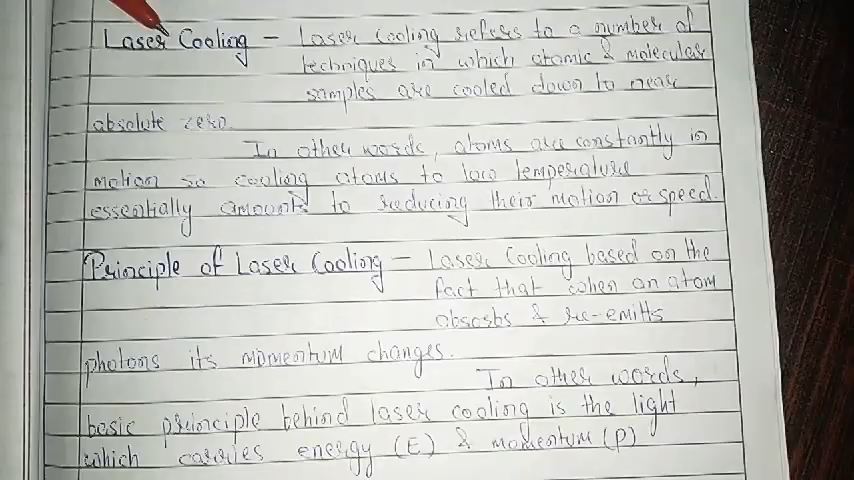 Laser Cooling - Laser Cooling refers to a number of
techniques in which atomic & molecular
samples are cooled down to near
absolute zero.
In other words, atoms are constantly in
motion so cooling atoms to low temperature
essentially amounts to reducing their motion or speed.
Principle of Laser Cooling - Laser Cooling based on the
fact that when an atom
absorbs & re-emitts
photons its momentum changes.
In other words,
basic principle behind laser cooling is the light
which carries energy (E) & momentum (P)